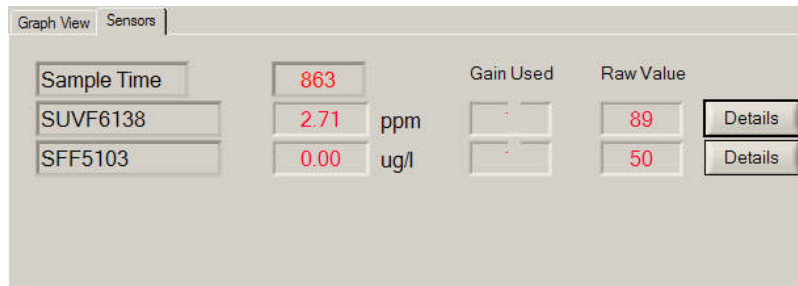 Graph View Sensors
Sample Time 863 Gain Used Raw Value
SUVF6138 2.71 ppm 89 Details
SFF5103 0.00 ug/l 50 Details